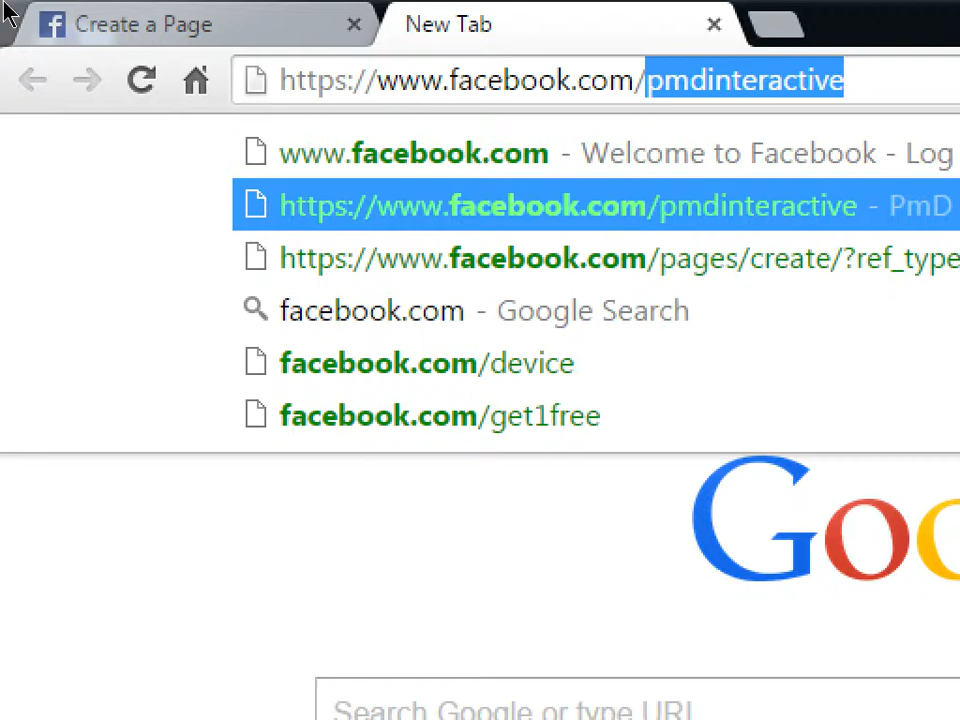 Create a Page
New Tab
https://www.facebook.com/pmdinteractive
www.facebook.com - Welcome to Facebook - Log
https://www.facebook.com/pmdinteractive - PmD
https://www.facebook.com/pages/create/?ref_type
facebook.com - Google Search
facebook.com/device
facebook.com/get1free
Goo
Search Google or type URL